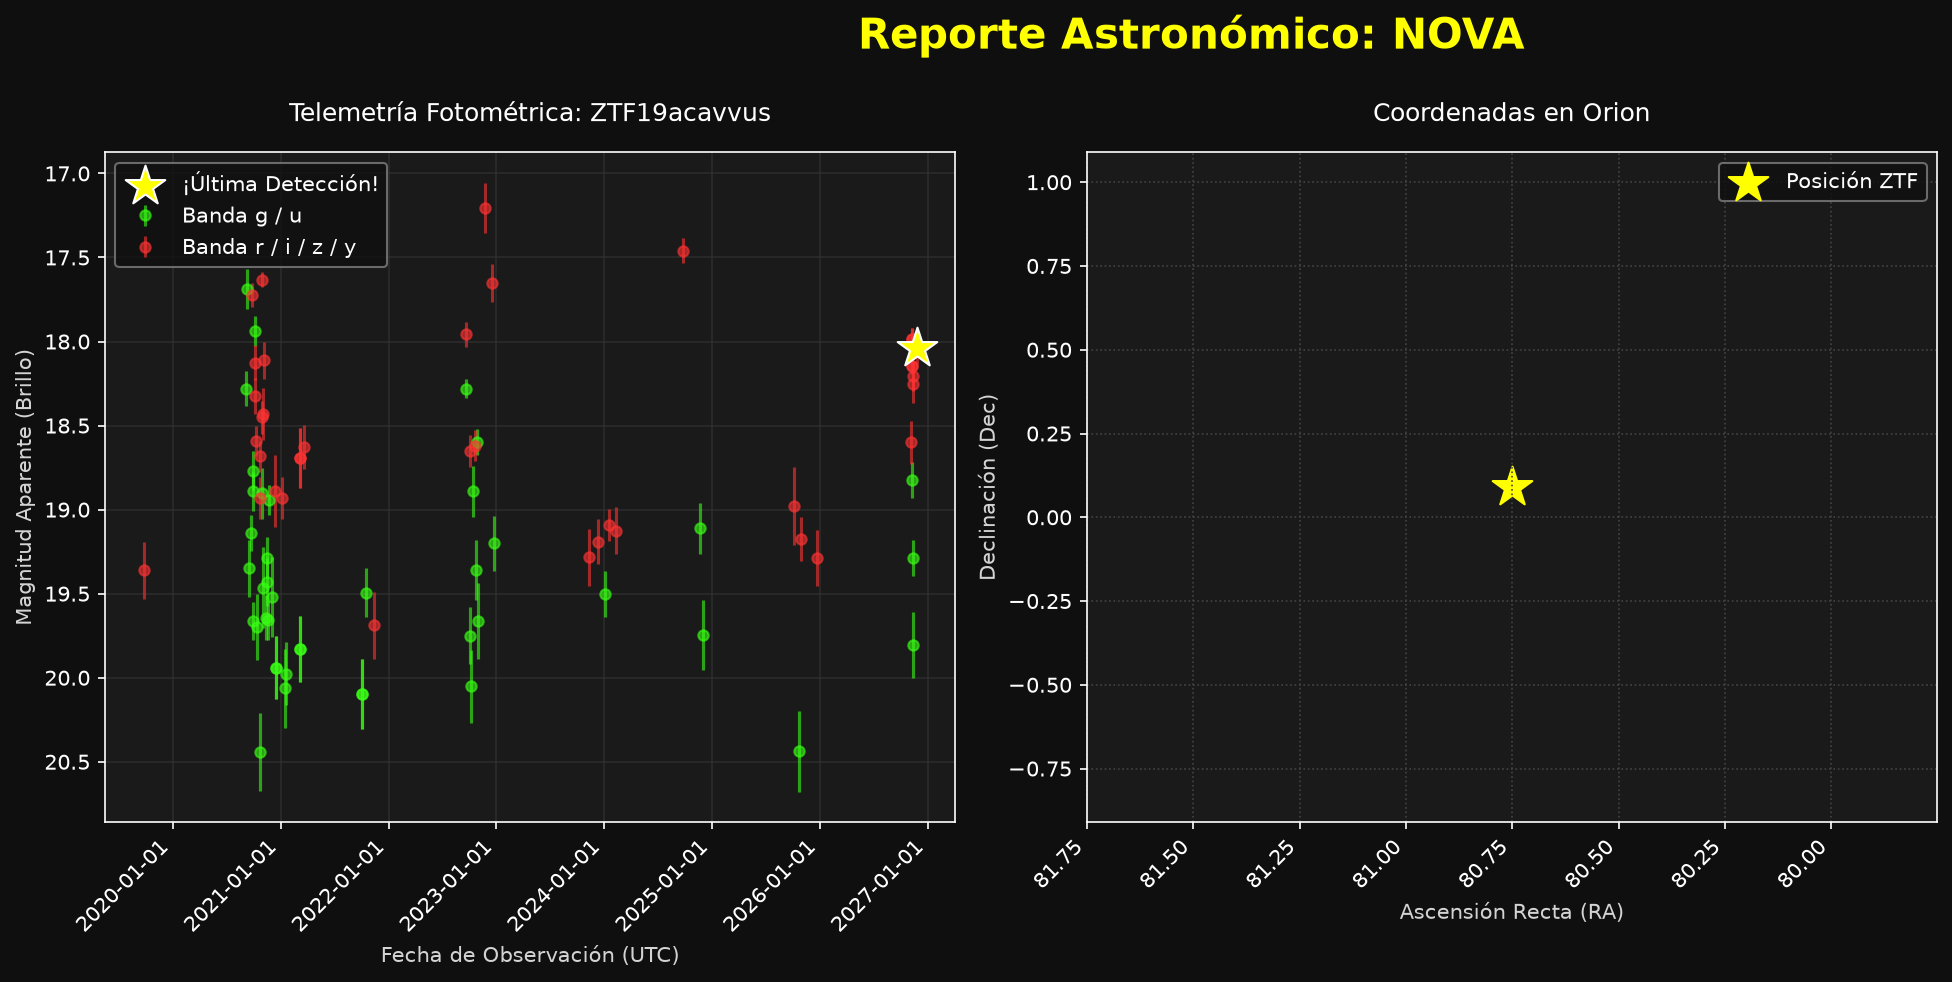 Reporte Astronómico: NOVA
Telemetría Fotométrica: ZTF19acavvus
¡Última Detección!
Banda g / u
Banda r / i / z / y
Magnitud Aparente (Brillo)
17.0
17.5
18.0
18.5
19.0
19.5
20.0
20.5
2020-01-01
2021-01-01
2022-01-01
2023-01-01
2024-01-01
2025-01-01
2026-01-01
2027-01-01
Fecha de Observación (UTC)
Coordenadas en Orion
Posición ZTF
Declinación (Dec)
1.00
0.75
0.50
0.25
0.00
−0.25
−0.50
−0.75
81.75
81.50
81.25
81.00
80.75
80.50
80.25
80.00
Ascensión Recta (RA)